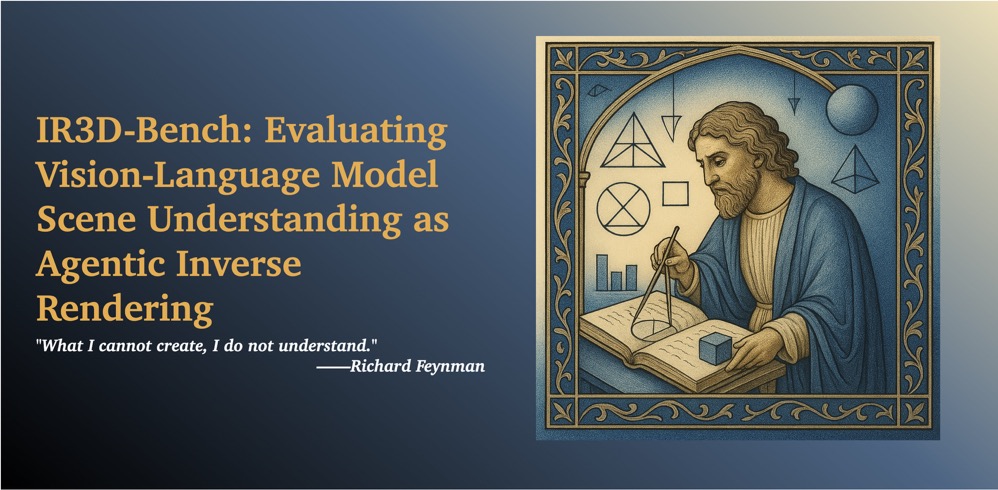 IR3D-Bench: Evaluating
Vision-Language Model
Scene Understanding as
Agentic Inverse
Rendering
"What I cannot create, I do not understand."
——Richard Feynman